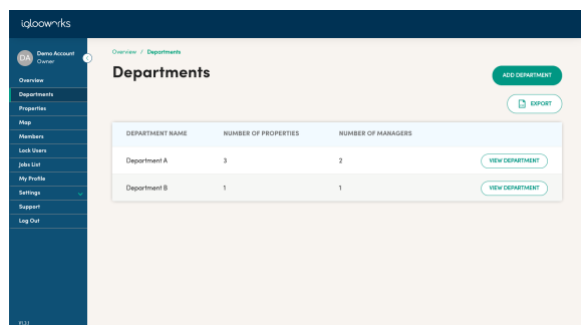 iglooworks
DA
Demo Account
Owner
Overview
Departments
Properties
Map
Members
Lock Users
Jobs List
My Profile
Settings
Support
Log Out
Overview / Departments
Departments
ADD DEPARTMENT
EXPORT
DEPARTMENT NAME NUMBER OF PROPERTIES NUMBER OF MANAGERS
Department A 3 2 VIEW DEPARTMENT
Department B 1 1 VIEW DEPARTMENT